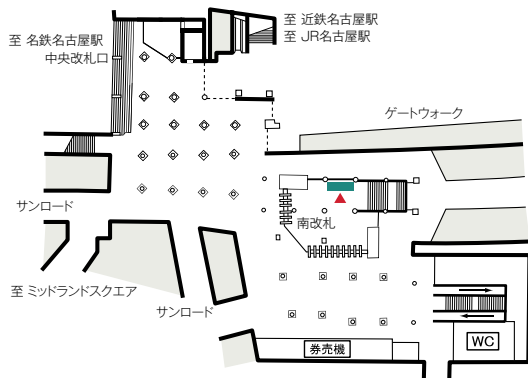 至 近鉄名古屋駅
至 JR名古屋駅
至 名鉄名古屋駅
中央改札口
ゲートウォーク
サンロード
南改札
至 ミッドランドスクエア
サンロード
券売機
WC